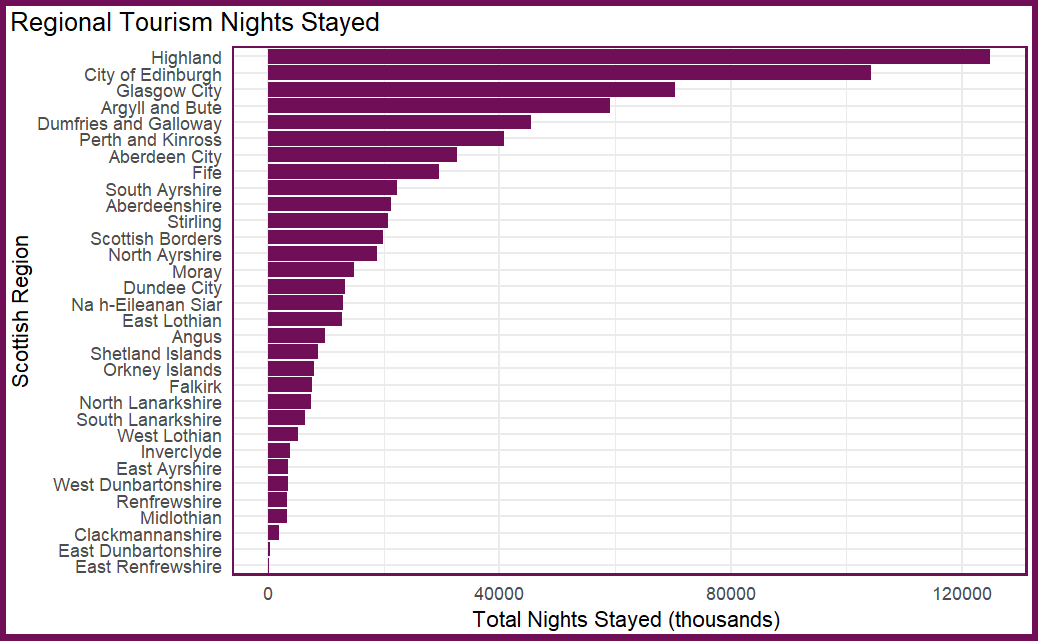 Regional Tourism Nights Stayed
Scottish Region
Highland
City of Edinburgh
Glasgow City
Argyll and Bute
Dumfries and Galloway
Perth and Kinross
Aberdeen City
Fife
South Ayrshire
Aberdeenshire
Stirling
Scottish Borders
North Ayrshire
Moray
Dundee City
Na h-Eileanan Siar
East Lothian
Angus
Shetland Islands
Orkney Islands
Falkirk
North Lanarkshire
South Lanarkshire
West Lothian
Inverclyde
East Ayrshire
West Dunbartonshire
Renfrewshire
Midlothian
Clackmannanshire
East Dunbartonshire
East Renfrewshire
0 40000 80000 120000
Total Nights Stayed (thousands)